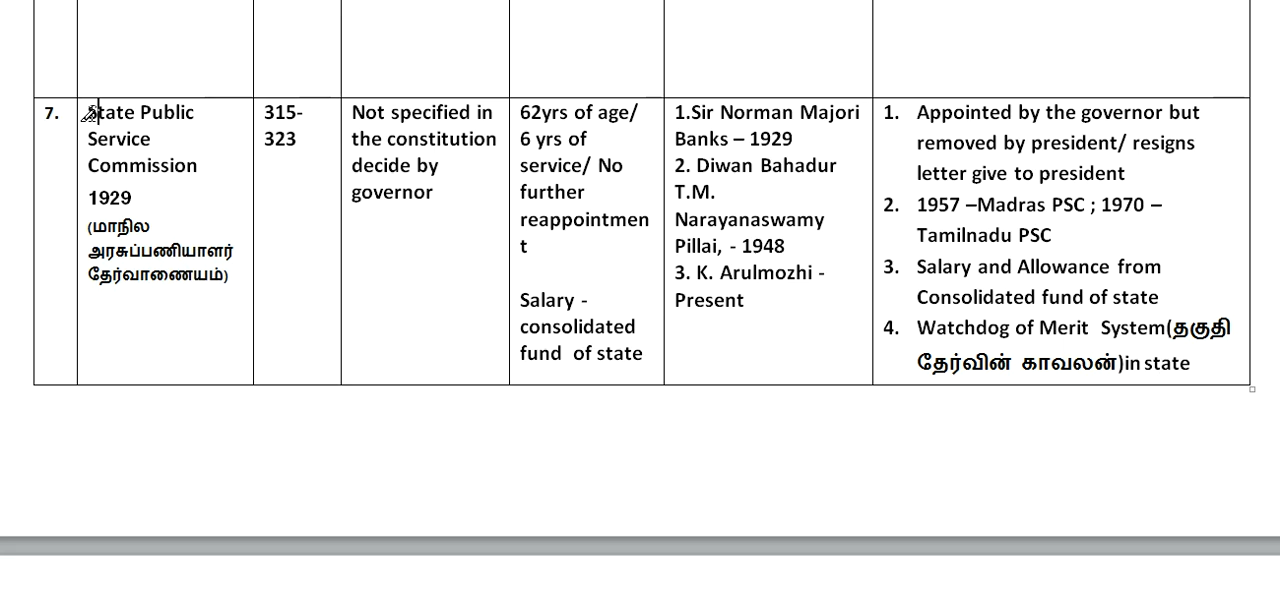 7.
State Public
Service
Commission
1929
(மாநில
அரசுப்பணியாளர்
தேர்வாணையம்)
315-
323
Not specified in
the constitution
decide by
governor
62yrs of age/
6 yrs of
service/ No
further
reappointmen
t
Salary -
consolidated
fund of state
1.Sir Norman Majori
Banks – 1929
2. Diwan Bahadur
T.M.
Narayanaswamy
Pillai, - 1948
3. K. Arulmozhi -
Present
1. Appointed by the governor but
removed by president/ resigns
letter give to president
2. 1957 –Madras PSC ; 1970 –
Tamilnadu PSC
3. Salary and Allowance from
Consolidated fund of state
4. Watchdog of Merit System(தகுதி
தேர்வின் காவலன்)in state